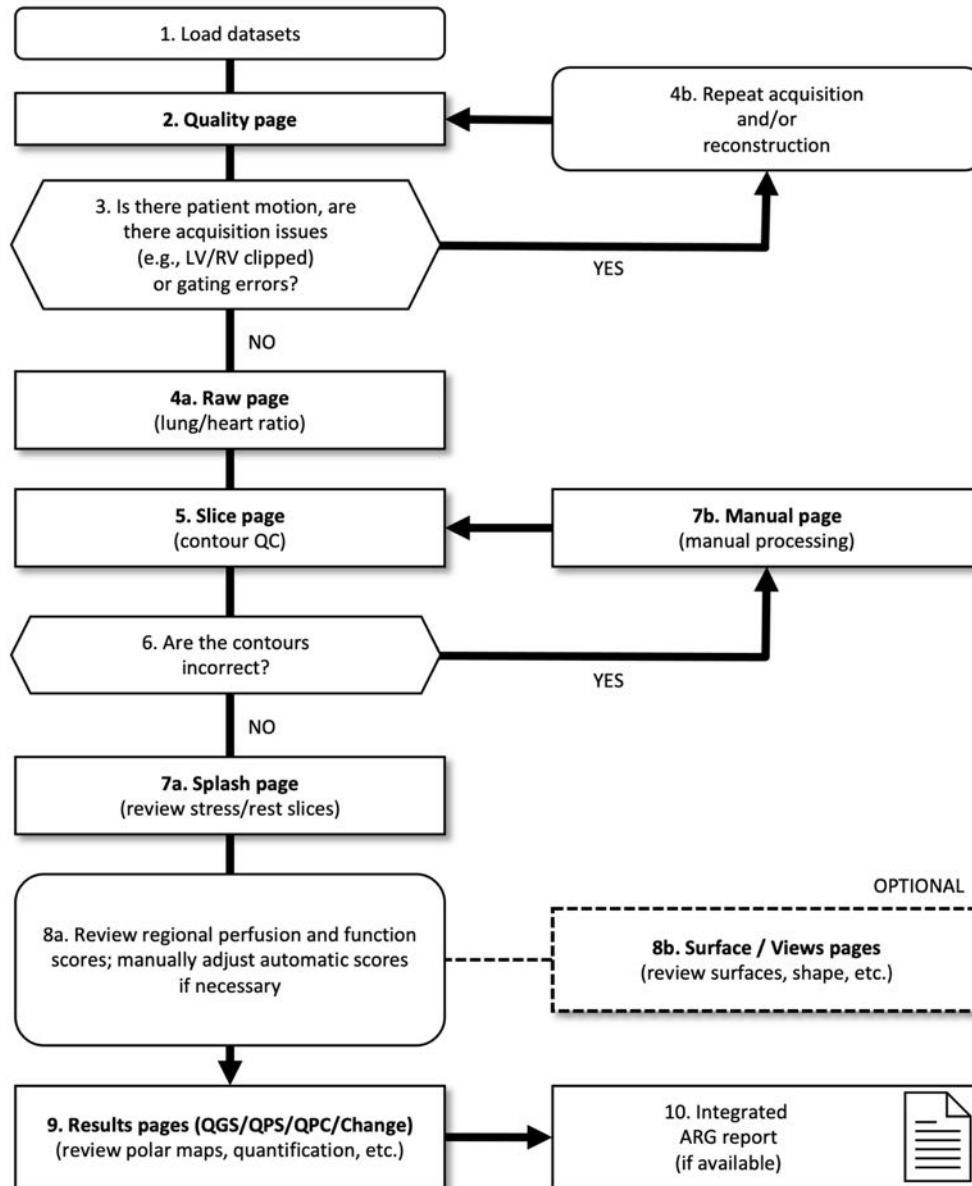 1. Load datasets
2. Quality page
4b. Repeat acquisition
and/or
reconstruction
3. Is there patient motion, are
there acquisition issues
(e.g., LV/RV clipped)
or gating errors?
YES
NO
4a. Raw page
(lung/heart ratio)
5. Slice page
(contour QC)
7b. Manual page
(manual processing)
6. Are the contours
incorrect?
YES
NO
7a. Splash page
(review stress/rest slices)
OPTIONAL
8a. Review regional perfusion and function
scores; manually adjust automatic scores
if necessary
8b. Surface / Views pages
(review surfaces, shape, etc.)
9. Results pages (QGS/QPS/QPC/Change)
(review polar maps, quantification, etc.)
10. Integrated
ARG report
(if available)